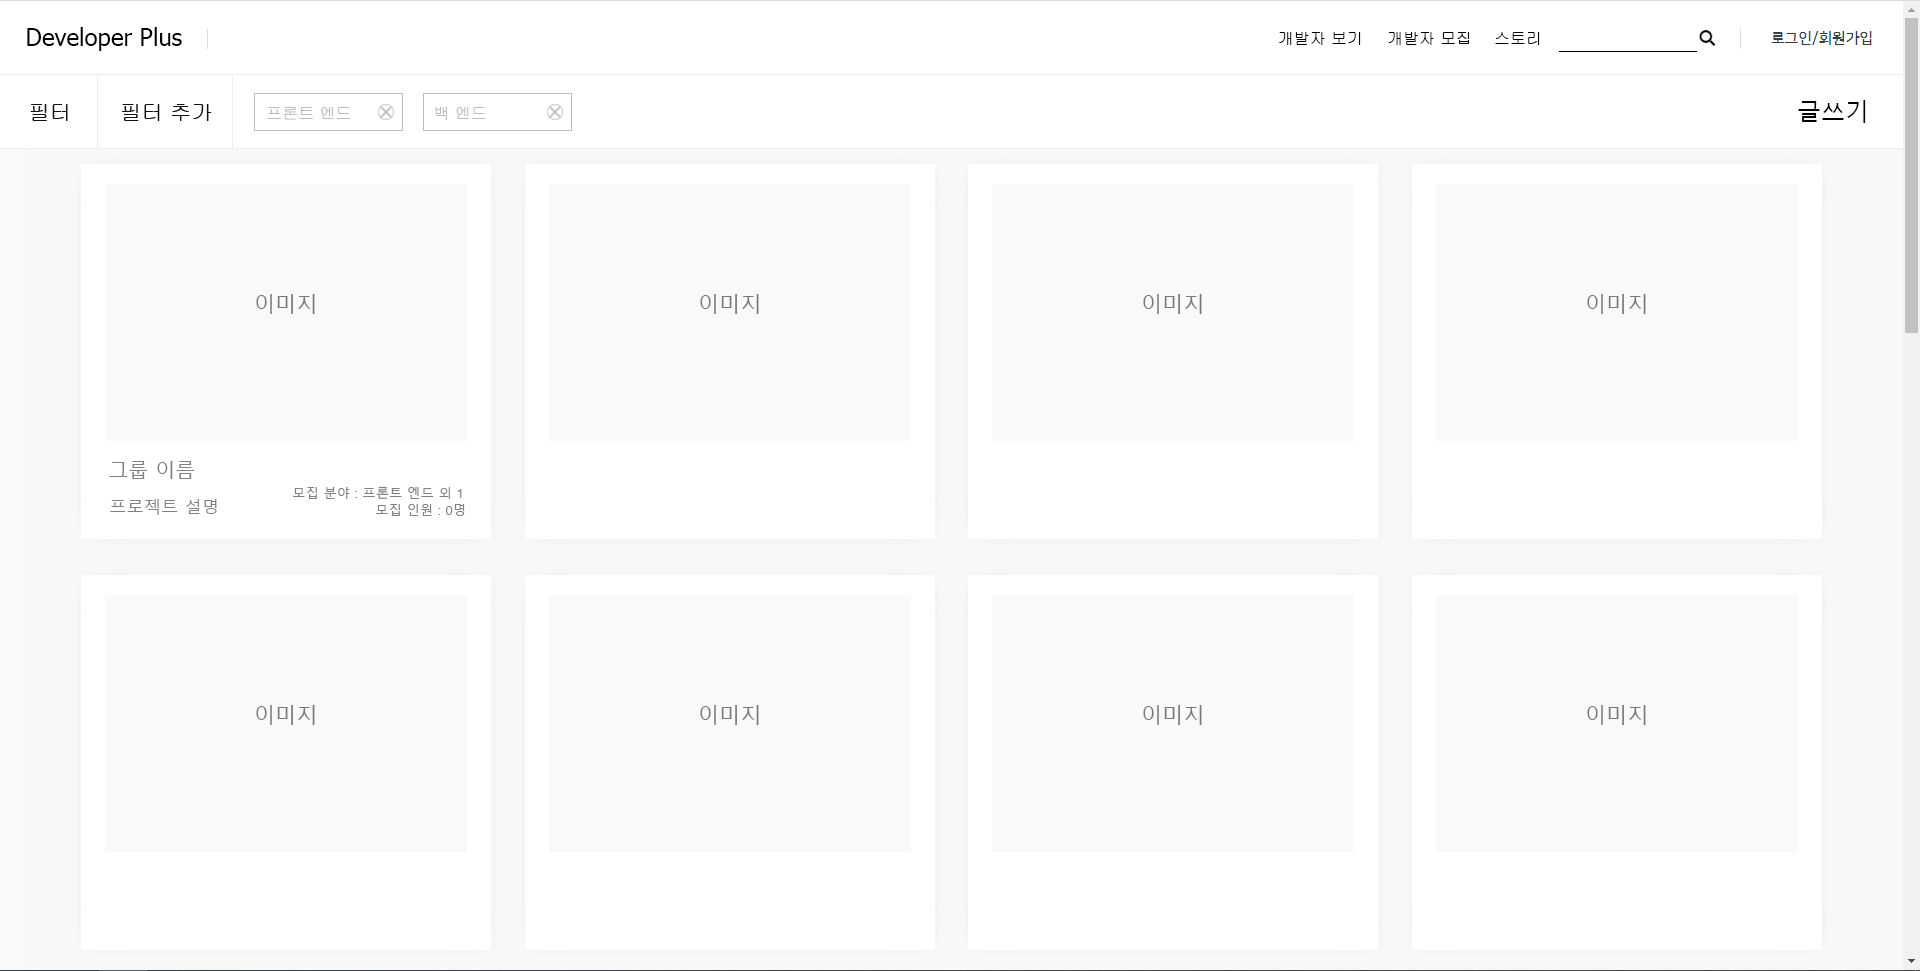 Developer Plus
개발자 보기
개발자 모집
스토리
로그인/회원가입
필터
필터 추가
프론트 엔드
백 엔드
글쓰기
이미지
이미지
이미지
이미지
그룹 이름
프로젝트 설명
모집 분야 : 프론트 엔드 외 1
모집 인원 : 0명
이미지
이미지
이미지
이미지